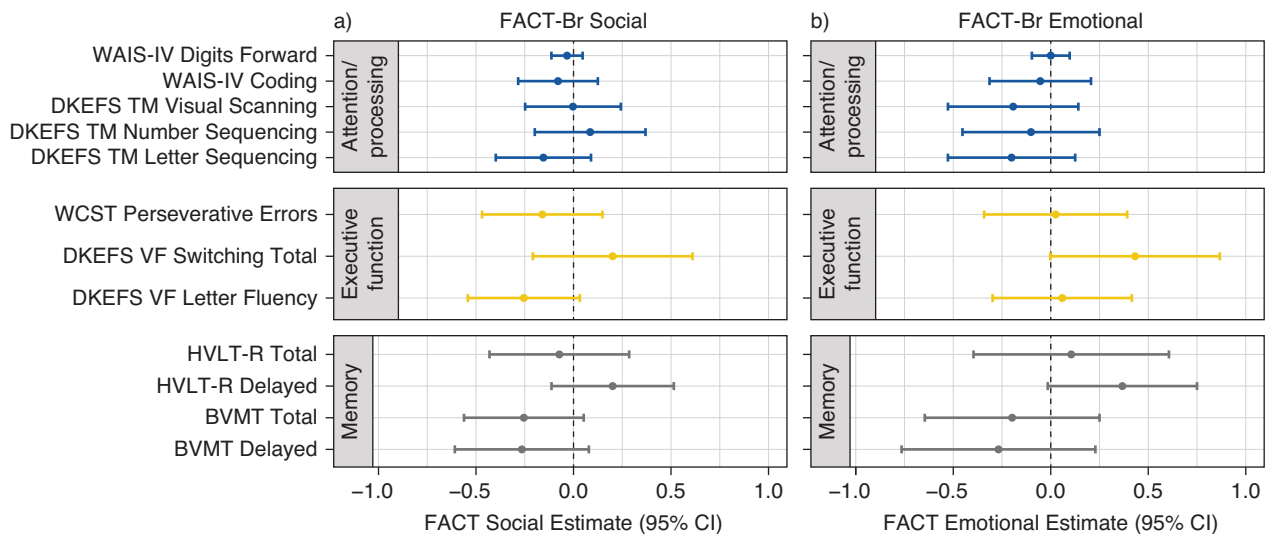 a) FACT-Br Social
b) FACT-Br Emotional
Attention/
processing
WAIS-IV Digits Forward
WAIS-IV Coding
DKEFS TM Visual Scanning
DKEFS TM Number Sequencing
DKEFS TM Letter Sequencing
Attention/
processing
Executive
function
WCST Perseverative Errors
DKEFS VF Switching Total
DKEFS VF Letter Fluency
Executive
function
Memory
HVLT-R Total
HVLT-R Delayed
BVMT Total
BVMT Delayed
Memory
−1.0 −0.5 0.0 0.5 1.0
−1.0 −0.5 0.0 0.5 1.0
FACT Social Estimate (95% CI)
FACT Emotional Estimate (95% CI)